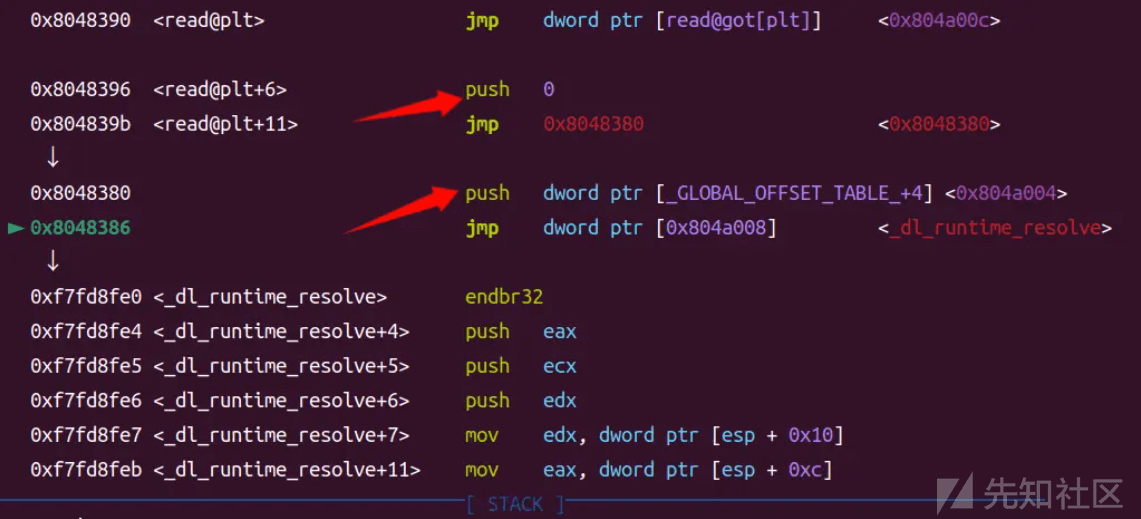 0x8048390 <read@plt> jmp dword ptr [read@got[plt]] <0x804a00c>
0x8048396 <read@plt+6> push 0
0x804839b <read@plt+11> jmp 0x8048380 <0x8048380>
↓
0x8048380 push dword ptr [_GLOBAL_OFFSET_TABLE_+4] <0x804a004>
► 0x8048386 jmp dword ptr [0x804a008] <_dl_runtime_resolve>
↓
0xf7fd8fe0 <_dl_runtime_resolve> endbr32
0xf7fd8fe4 <_dl_runtime_resolve+4> push eax
0xf7fd8fe5 <_dl_runtime_resolve+5> push ecx
0xf7fd8fe6 <_dl_runtime_resolve+6> push edx
0xf7fd8fe7 <_dl_runtime_resolve+7> mov edx, dword ptr [esp + 0x10]
0xf7fd8feb <_dl_runtime_resolve+11> mov eax, dword ptr [esp + 0xc]
[ STACK ]
先知社区